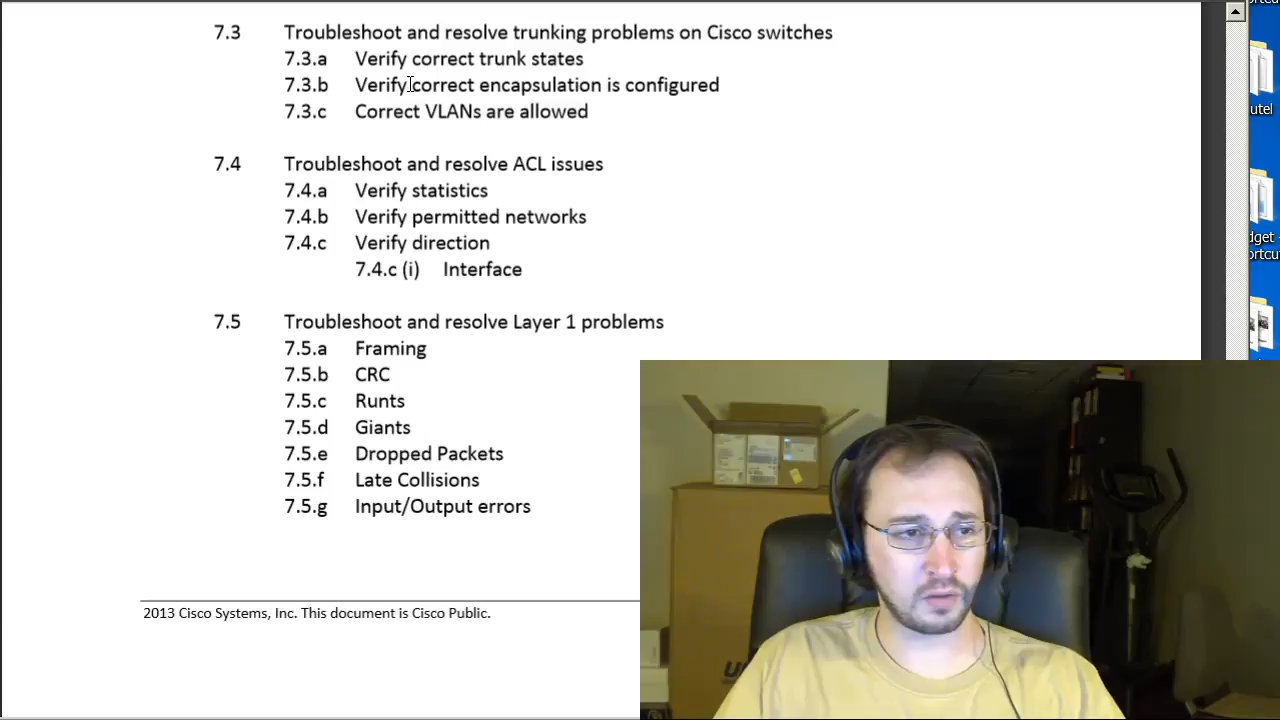 7.3 Troubleshoot and resolve trunking problems on Cisco switches
7.3.a Verify correct trunk states
7.3.b Verify correct encapsulation is configured
7.3.c Correct VLANs are allowed
7.4 Troubleshoot and resolve ACL issues
7.4.a Verify statistics
7.4.b Verify permitted networks
7.4.c Verify direction
7.4.c (i) Interface
7.5 Troubleshoot and resolve Layer 1 problems
7.5.a Framing
7.5.b CRC
7.5.c Runts
7.5.d Giants
7.5.e Dropped Packets
7.5.f Late Collisions
7.5.g Input/Output errors
2013 Cisco Systems, Inc. This document is Cisco Public.